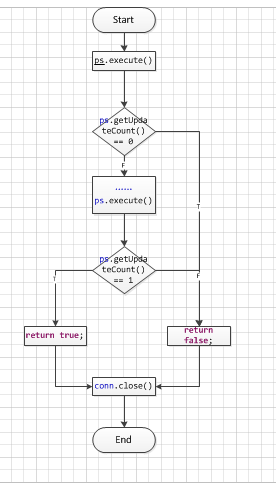 Start
ps.execute()
ps.getUpda
teCount()
== 0
F
T
......
ps.execute()
ps.getUpda
teCount()
== 1
T
F
return true;
return
false;
conn.close()
End